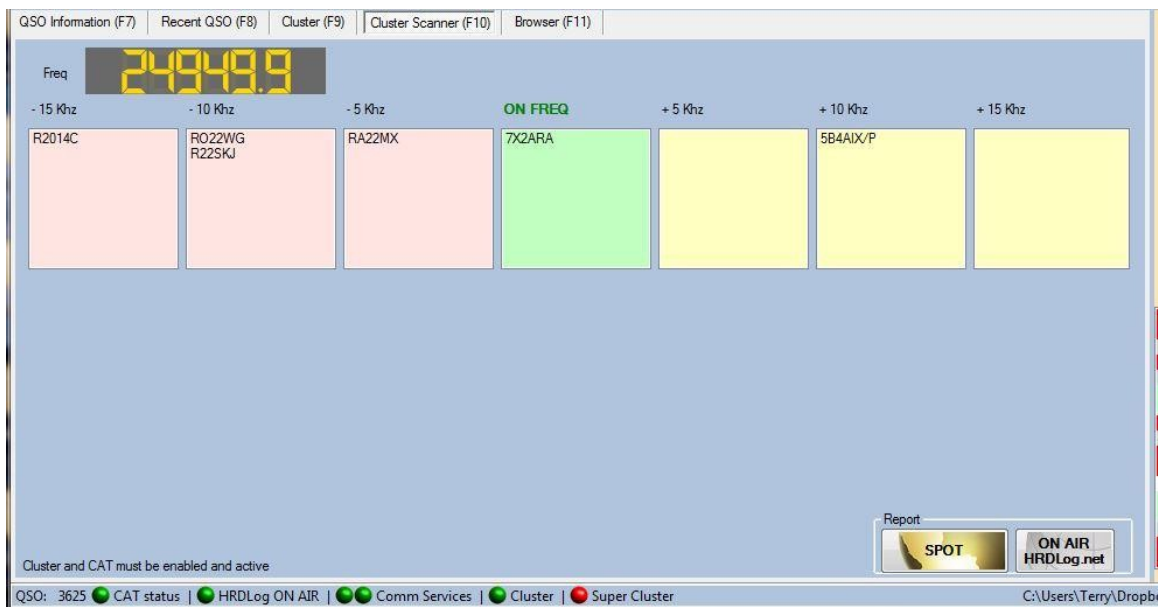 QSO Information (F7) Recent QSO (F8) Cluster (F9) Cluster Scanner (F10) Browser (F11)
Freq 24949.9
- 15 Khz - 10 Khz - 5 Khz ON FREQ + 5 Khz + 10 Khz + 15 Khz
R2014C RO22WG RA22MX 7X2ARA 5B4AIX/P
R22SKJ
Report
SPOT ON AIR
HRDLog.net
Cluster and CAT must be enabled and active
QSO: 3625 CAT status | HRDLog ON AIR | Comm Services | Cluster | Super Cluster C:\Users\Terry\Dropb